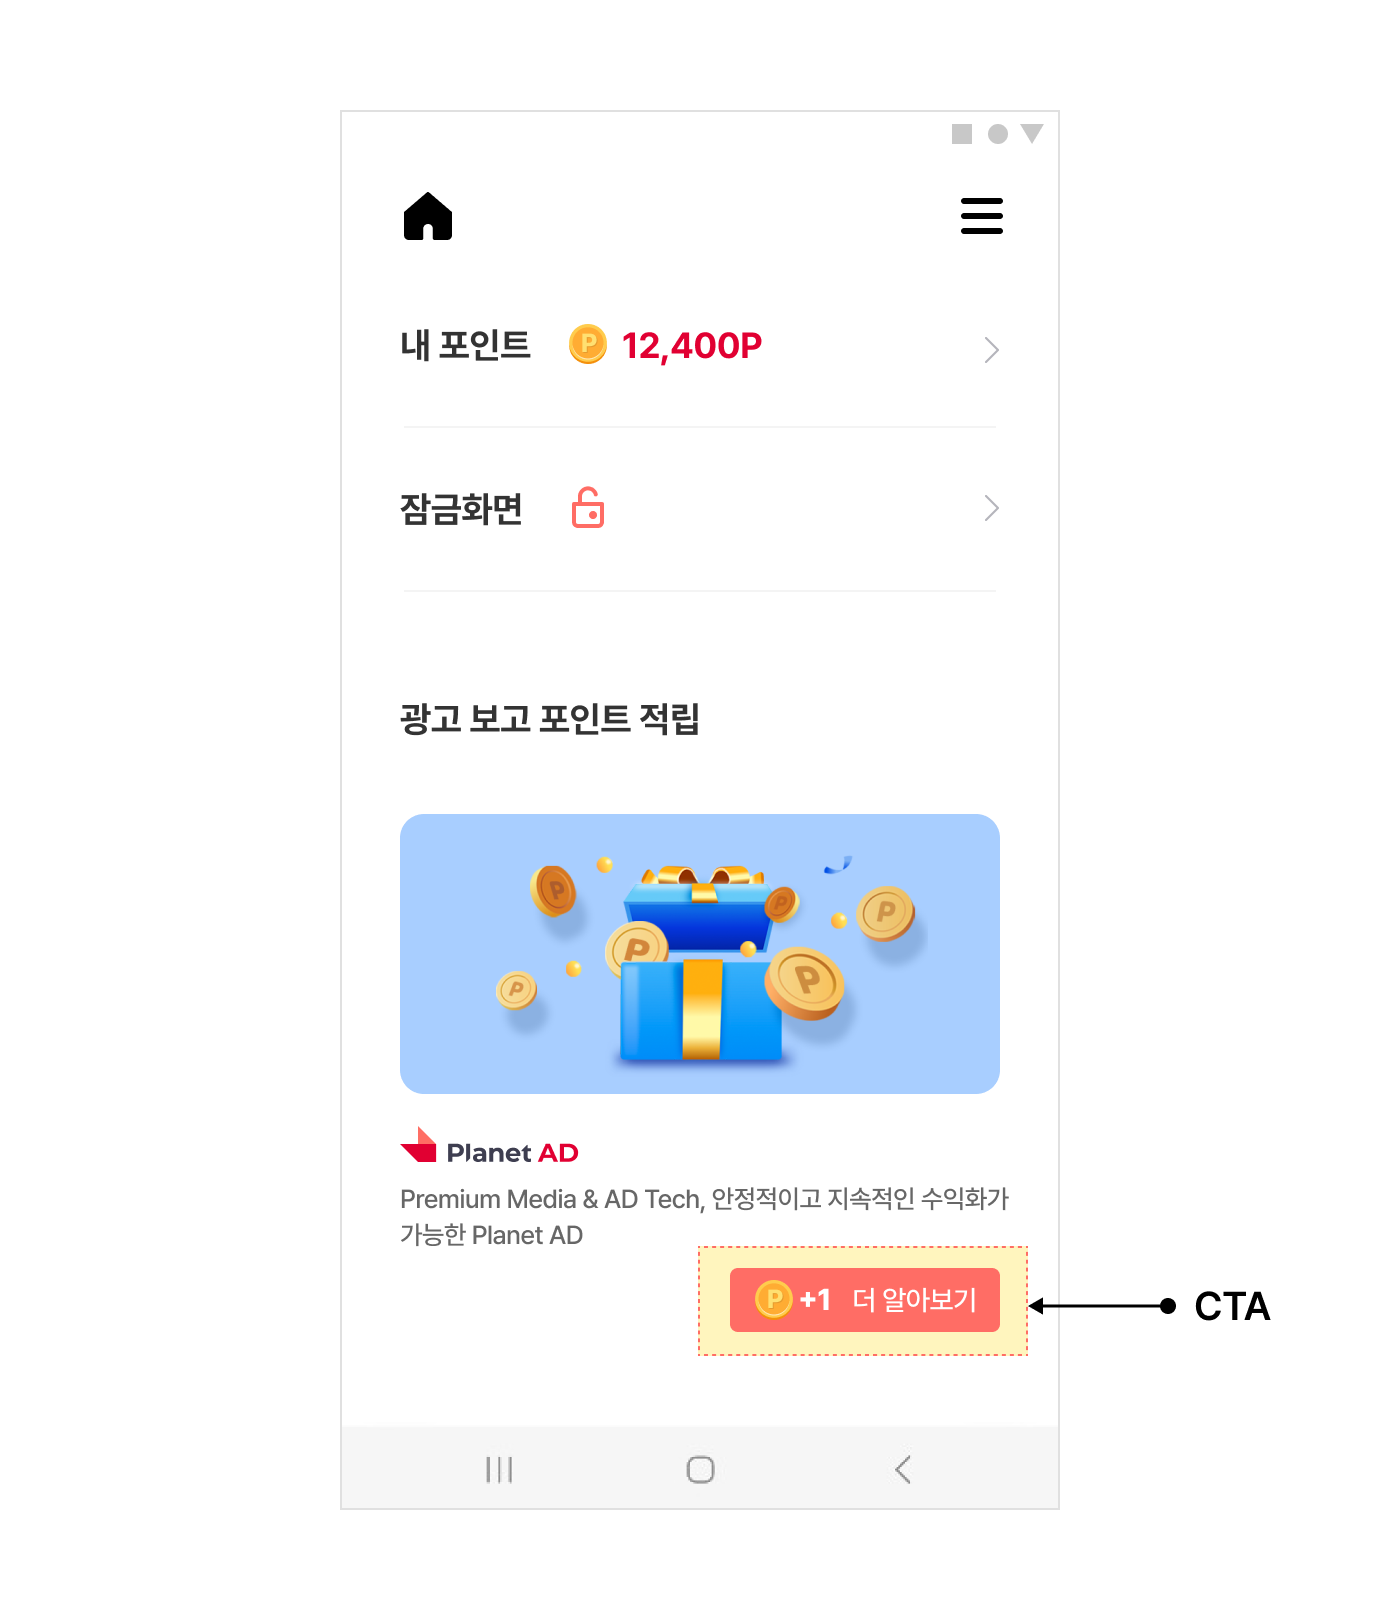 내 포인트 P 12,400P
잠금화면
광고 보고 포인트 적립
P P P P P P
Planet AD
Premium Media & AD Tech, 안정적이고 지속적인 수익화가
가능한 Planet AD
P +1 더 알아보기
CTA